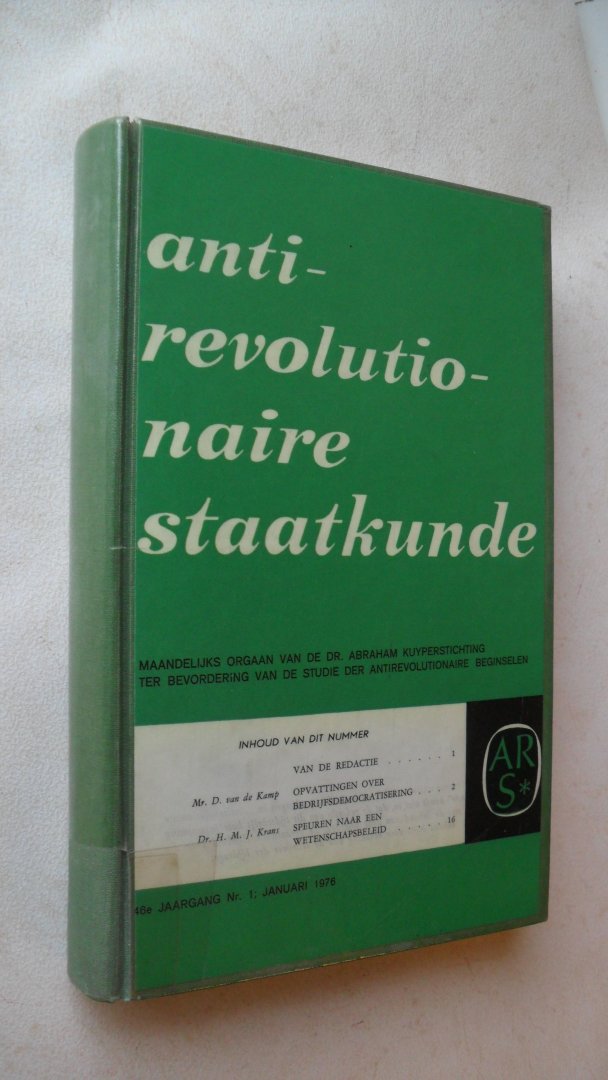 anti-
revolutio-
naire
staatkunde
MAANDELIJKS ORGAAN VAN DE DR. ABRAHAM KUYPERSTICHTING
TER BEVORDERING VAN DE STUDIE DER ANTIREVOLUTIONAIRE BEGINSELEN
INHOUD VAN DIT NUMMER
VAN DE REDACTIE . . . . . . 1
Mr. D. van de Kamp OPVATTINGEN OVER
BEDRIJFSDEMOCRATISERING . . . 2
Dr. H. M. J. Krans SPEUREN NAAR EEN
WETENSCHAPSBELEID . . . . . 16
AR
S*
46e JAARGANG Nr. 1; JANUARI 1976